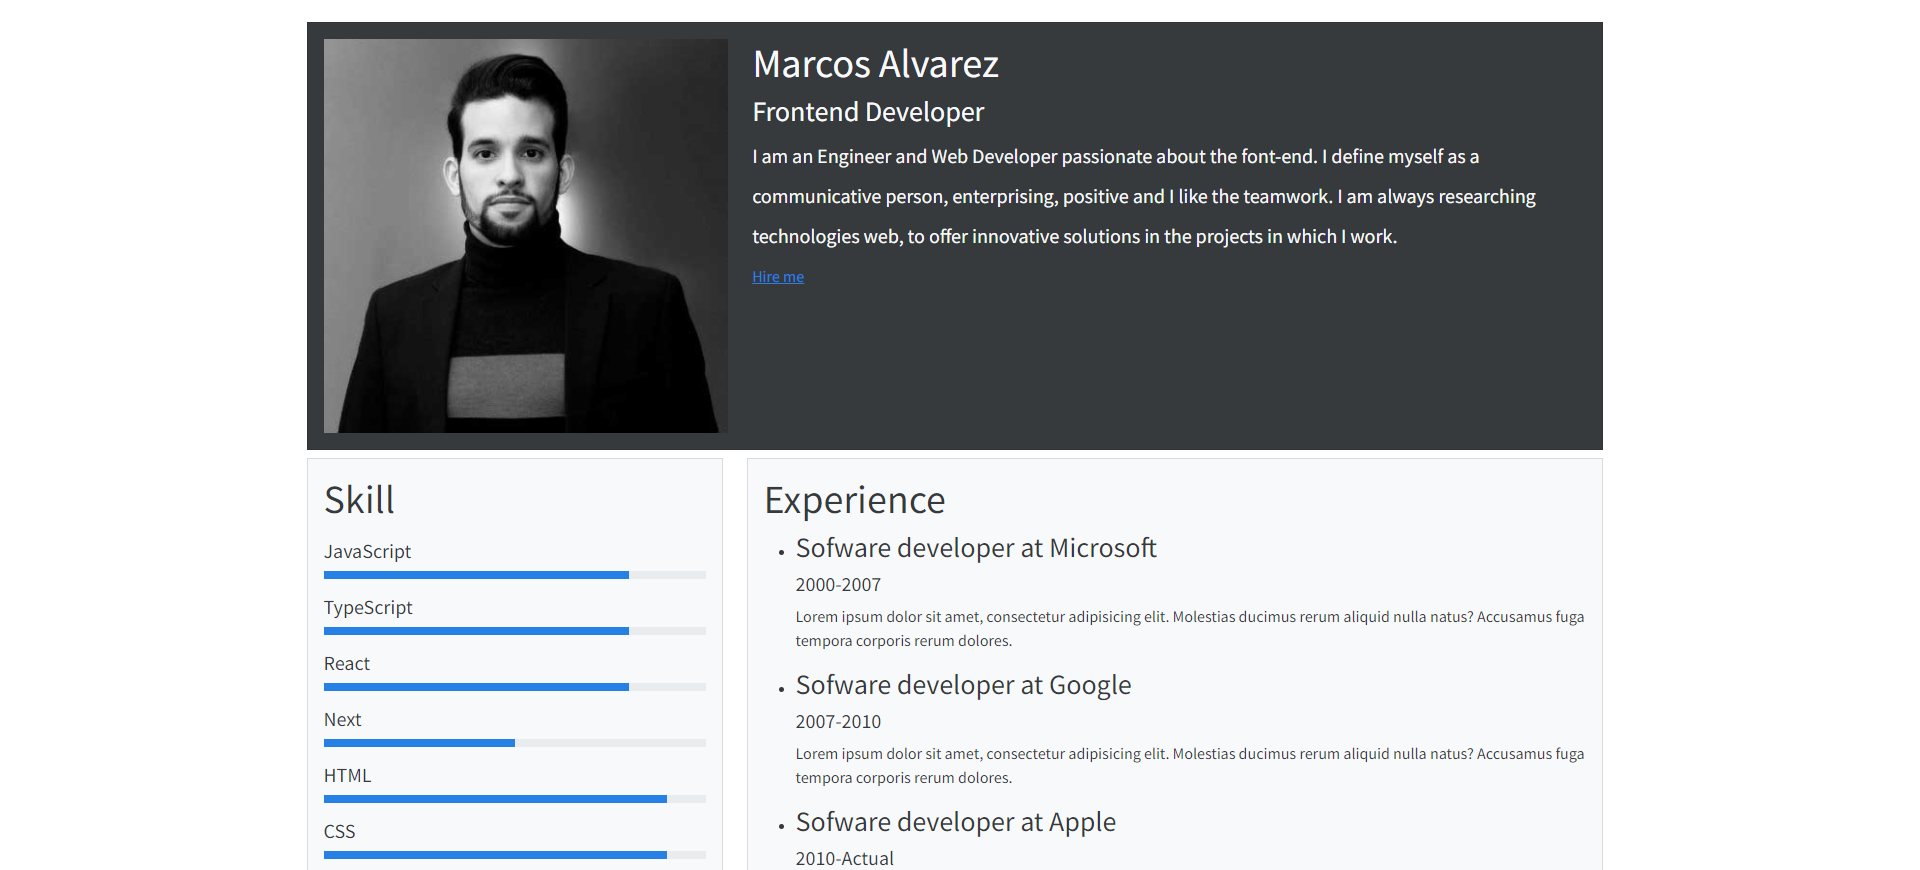 Marcos Alvarez
Frontend Developer
I am an Engineer and Web Developer passionate about the font-end. I define myself as a
communicative person, enterprising, positive and I like the teamwork. I am always researching
technologies web, to offer innovative solutions in the projects in which I work.
Hire me
Skill
JavaScript
TypeScript
React
Next
HTML
CSS
Experience
Sofware developer at Microsoft
2000-2007
Lorem ipsum dolor sit amet, consectetur adipisicing elit. Molestias ducimus rerum aliquid nulla natus? Accusamus fuga
tempora corporis rerum dolores.
Sofware developer at Google
2007-2010
Lorem ipsum dolor sit amet, consectetur adipisicing elit. Molestias ducimus rerum aliquid nulla natus? Accusamus fuga
tempora corporis rerum dolores.
Sofware developer at Apple
2010-Actual